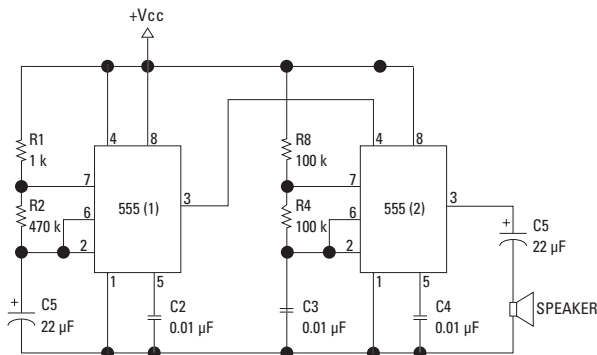 +Vcc
R1
1 k
R2
470 k
C5
22 µF
4
8
7
6
2
3
1
5
555 (1)
C2
0.01 µF
R8
100 k
R4
100 k
C3
0.01 µF
4
8
7
6
2
3
1
5
555 (2)
C4
0.01 µF
+
C5
22 µF
SPEAKER
+